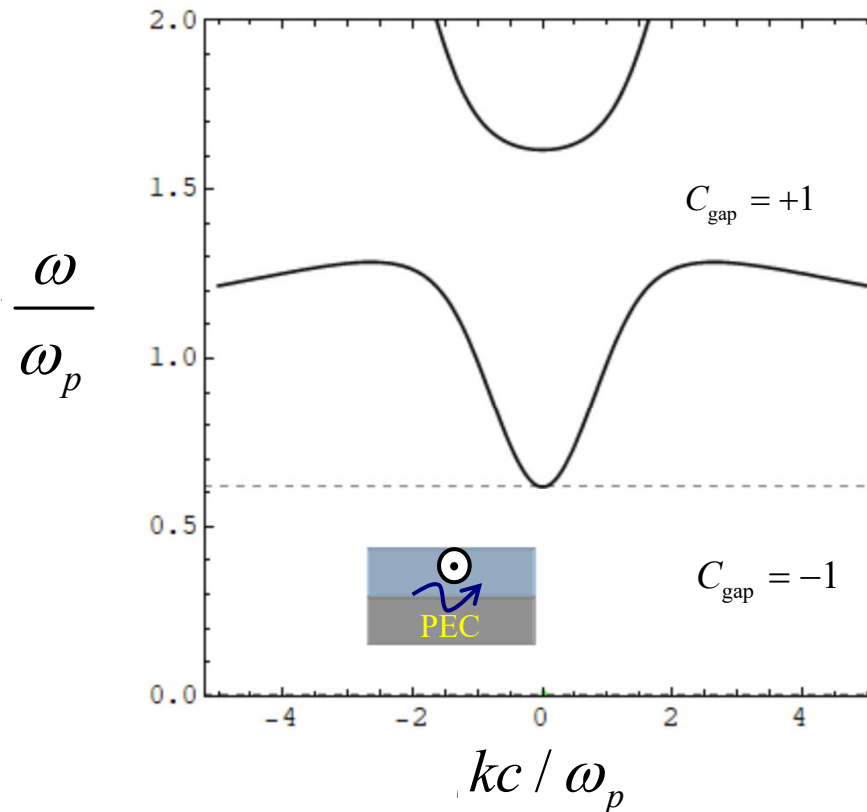 2.0
1.5
C_gap = +1
ω
ω_p
1.0
0.5
C_gap = −1
PEC
0.0
-4 -2 0 2 4
kc / ω_p